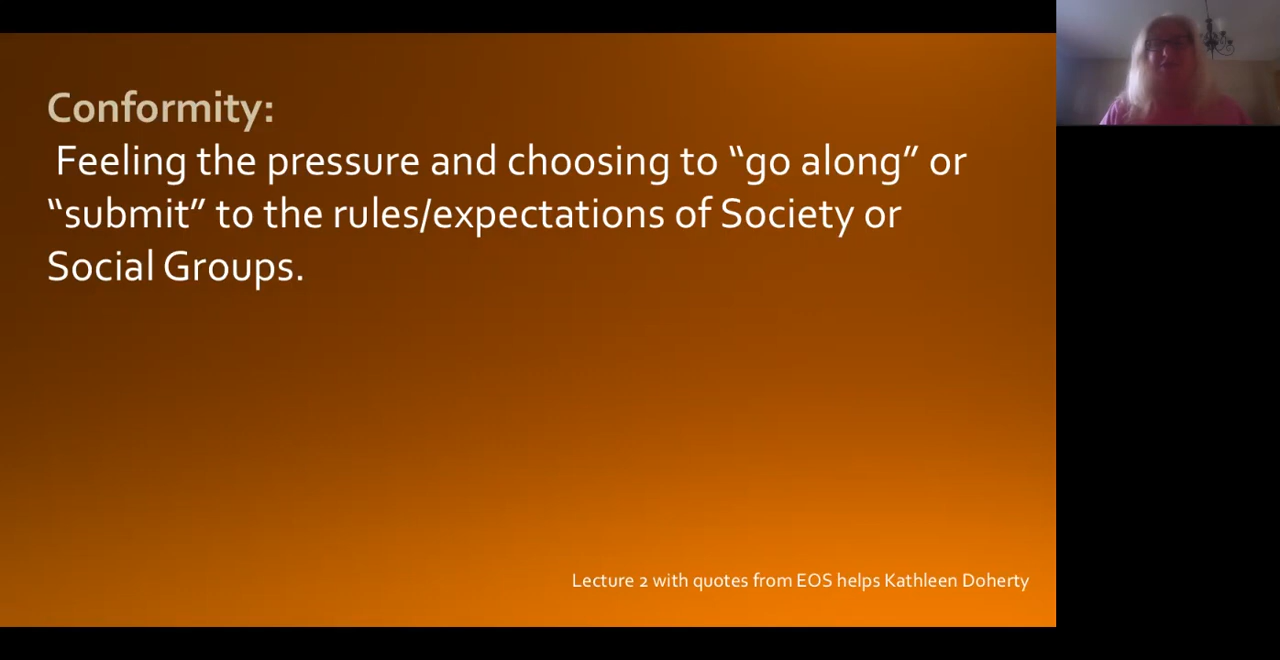 Conformity:
Feeling the pressure and choosing to “go along” or
“submit” to the rules/expectations of Society or
Social Groups.
Lecture 2 with quotes from EOS helps Kathleen Doherty